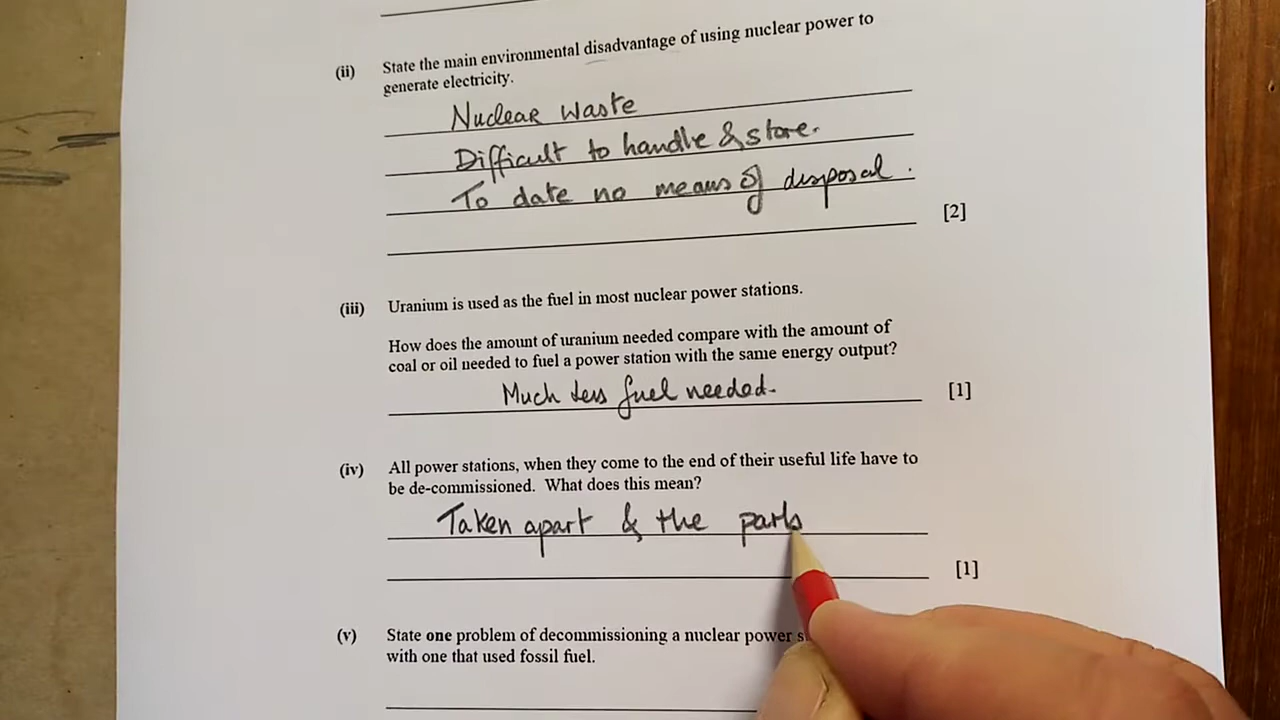 (ii) State the main environmental disadvantage of using nuclear power to
generate electricity.
Nuclear Waste
Difficult to handle & store.
To date no means of disposal.
[2]
(iii) Uranium is used as the fuel in most nuclear power stations.
How does the amount of uranium needed compare with the amount of
coal or oil needed to fuel a power station with the same energy output?
Much less fuel needed.
[1]
(iv) All power stations, when they come to the end of their useful life have to
be de-commissioned. What does this mean?
Taken apart & the parts
[1]
(v) State one problem of decommissioning a nuclear power
with one that used fossil fuel.